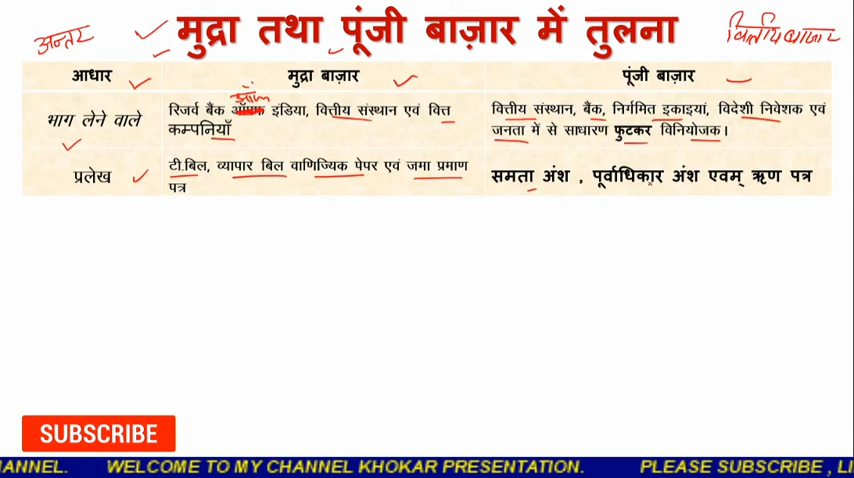 अन्तर
मुद्रा तथा पूंजी बाज़ार में तुलना
वित्तीय बाजार
आधार
मुद्रा बाज़ार
पूंजी बाज़ार
भाग लेने वाले
ऑफ
रिजर्व बैंक इंडिया, वित्तीय संस्थान एवं वित्त
कम्पनियाँ
वित्तीय संस्थान, बैंक, निर्गमित इकाइयां, विदेशी निवेशक एवं
जनता में से साधारण फुटकर विनियोजक।
प्रलेख
टी.बिल, व्यापार बिल वाणिज्यिक पेपर एवं जमा प्रमाण
पत्र
समता अंश , पूर्वाधिकार अंश एवम् ऋण पत्र
SUBSCRIBE
HANNEL. WELCOME TO MY CHANNEL KHOKAR PRESENTATION. PLEASE SUBSCRIBE, LI